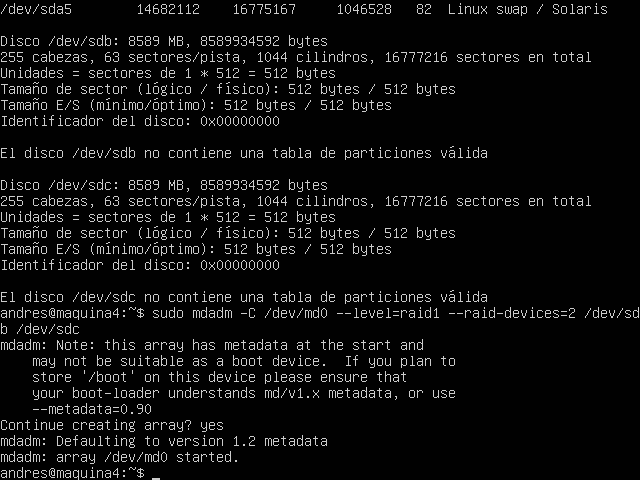 /dev/sda5        14682112    16775167     1046528   82  Linux swap / Solaris
Disco /dev/sdb: 8589 MB, 8589934592 bytes
255 cabezas, 63 sectores/pista, 1044 cilindros, 16777216 sectores en total
Unidades = sectores de 1 * 512 = 512 bytes
Tamaño de sector (lógico / físico): 512 bytes / 512 bytes
Tamaño E/S (mínimo/óptimo): 512 bytes / 512 bytes
Identificador del disco: 0x00000000
El disco /dev/sdb no contiene una tabla de particiones válida
Disco /dev/sdc: 8589 MB, 8589934592 bytes
255 cabezas, 63 sectores/pista, 1044 cilindros, 16777216 sectores en total
Unidades = sectores de 1 * 512 = 512 bytes
Tamaño de sector (lógico / físico): 512 bytes / 512 bytes
Tamaño E/S (mínimo/óptimo): 512 bytes / 512 bytes
Identificador del disco: 0x00000000
El disco /dev/sdc no contiene una tabla de particiones válida
andres@maquina4:~$ sudo mdadm -C /dev/md0 --level=raid1 --raid-devices=2 /dev/sd
b /dev/sdc
mdadm: Note: this array has metadata at the start and
    may not be suitable as a boot device.  If you plan to
    store '/boot' on this device please ensure that
    your boot-loader understands md/v1.x metadata, or use
    --metadata=0.90
Continue creating array? yes
mdadm: Defaulting to version 1.2 metadata
mdadm: array /dev/md0 started.
andres@maquina4:~$ _